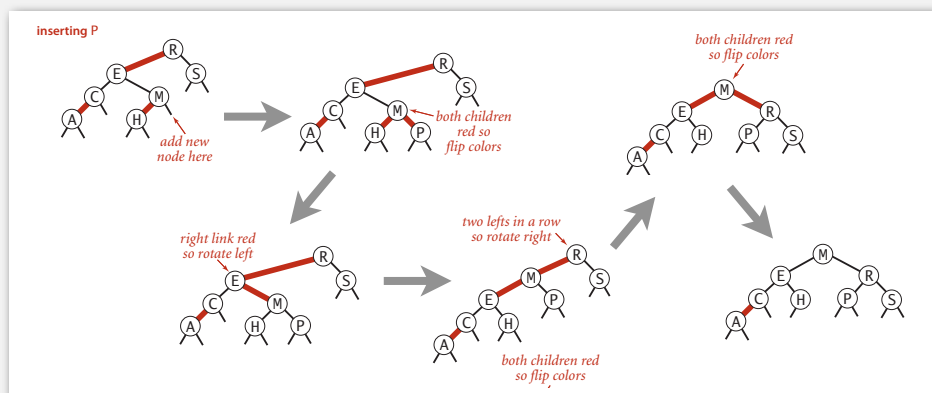 inserting P
R
E
S
C
M
A
H
add new
node here
R
E
S
C
M
A
H
P
both children
red so
flip colors
both children red
so flip colors
M
E
R
C
H
P
S
A
right link red
so rotate left
R
E
S
C
M
A
H
P
two lefts in a row
so rotate right
R
M
S
E
P
C
H
A
both children red
so flip colors
M
E
R
C
H
P
S
A